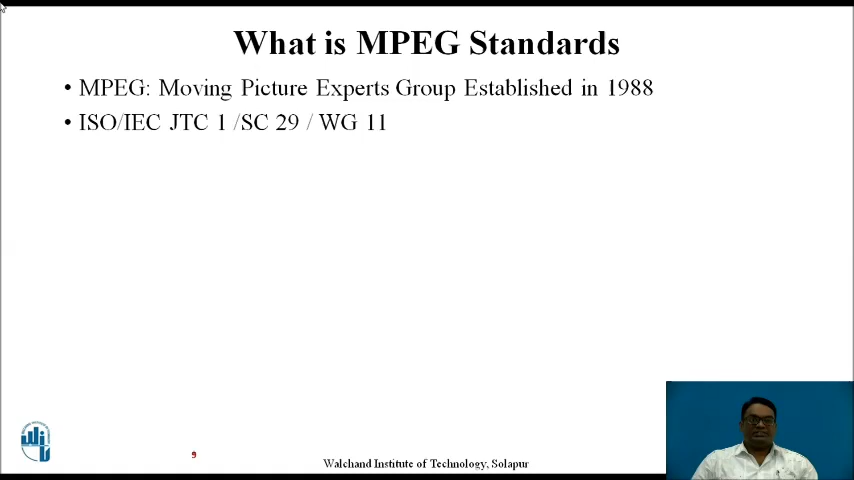 What is MPEG Standards
• MPEG: Moving Picture Experts Group Established in 1988
• ISO/IEC JTC 1 /SC 29 / WG 11
9
Walchand Institute of Technology, Solapur